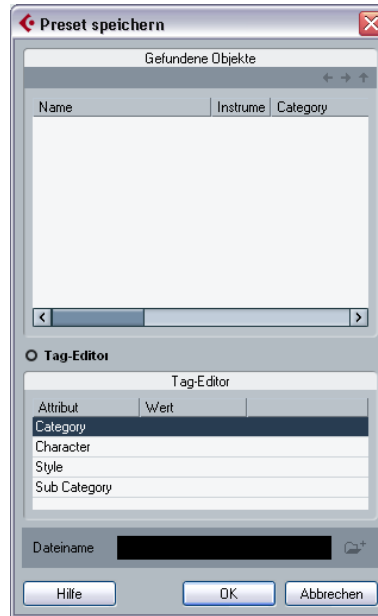 Preset speichern
Gefundene Objekte
Name Instrume Category
Tag-Editor
Tag-Editor
Attribut Wert
Category
Character
Style
Sub Category
Dateiname
Hilfe OK Abbrechen